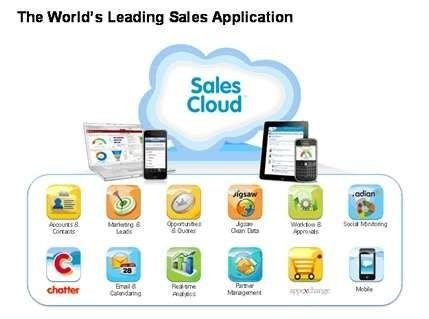 The World's Leading Sales Application
Sales
Cloud
Jigsaw
.adian
Accounts &
Contacts
Marketing &
Leads
Opportunities
& Quotes
Jigsaw
Clean Data
Workflow &
Approvals
Social Monitoring
C
28
chatter
Email &
Calendaring
Real-time
Analytics
Partner
Management
appexchange
Mobile